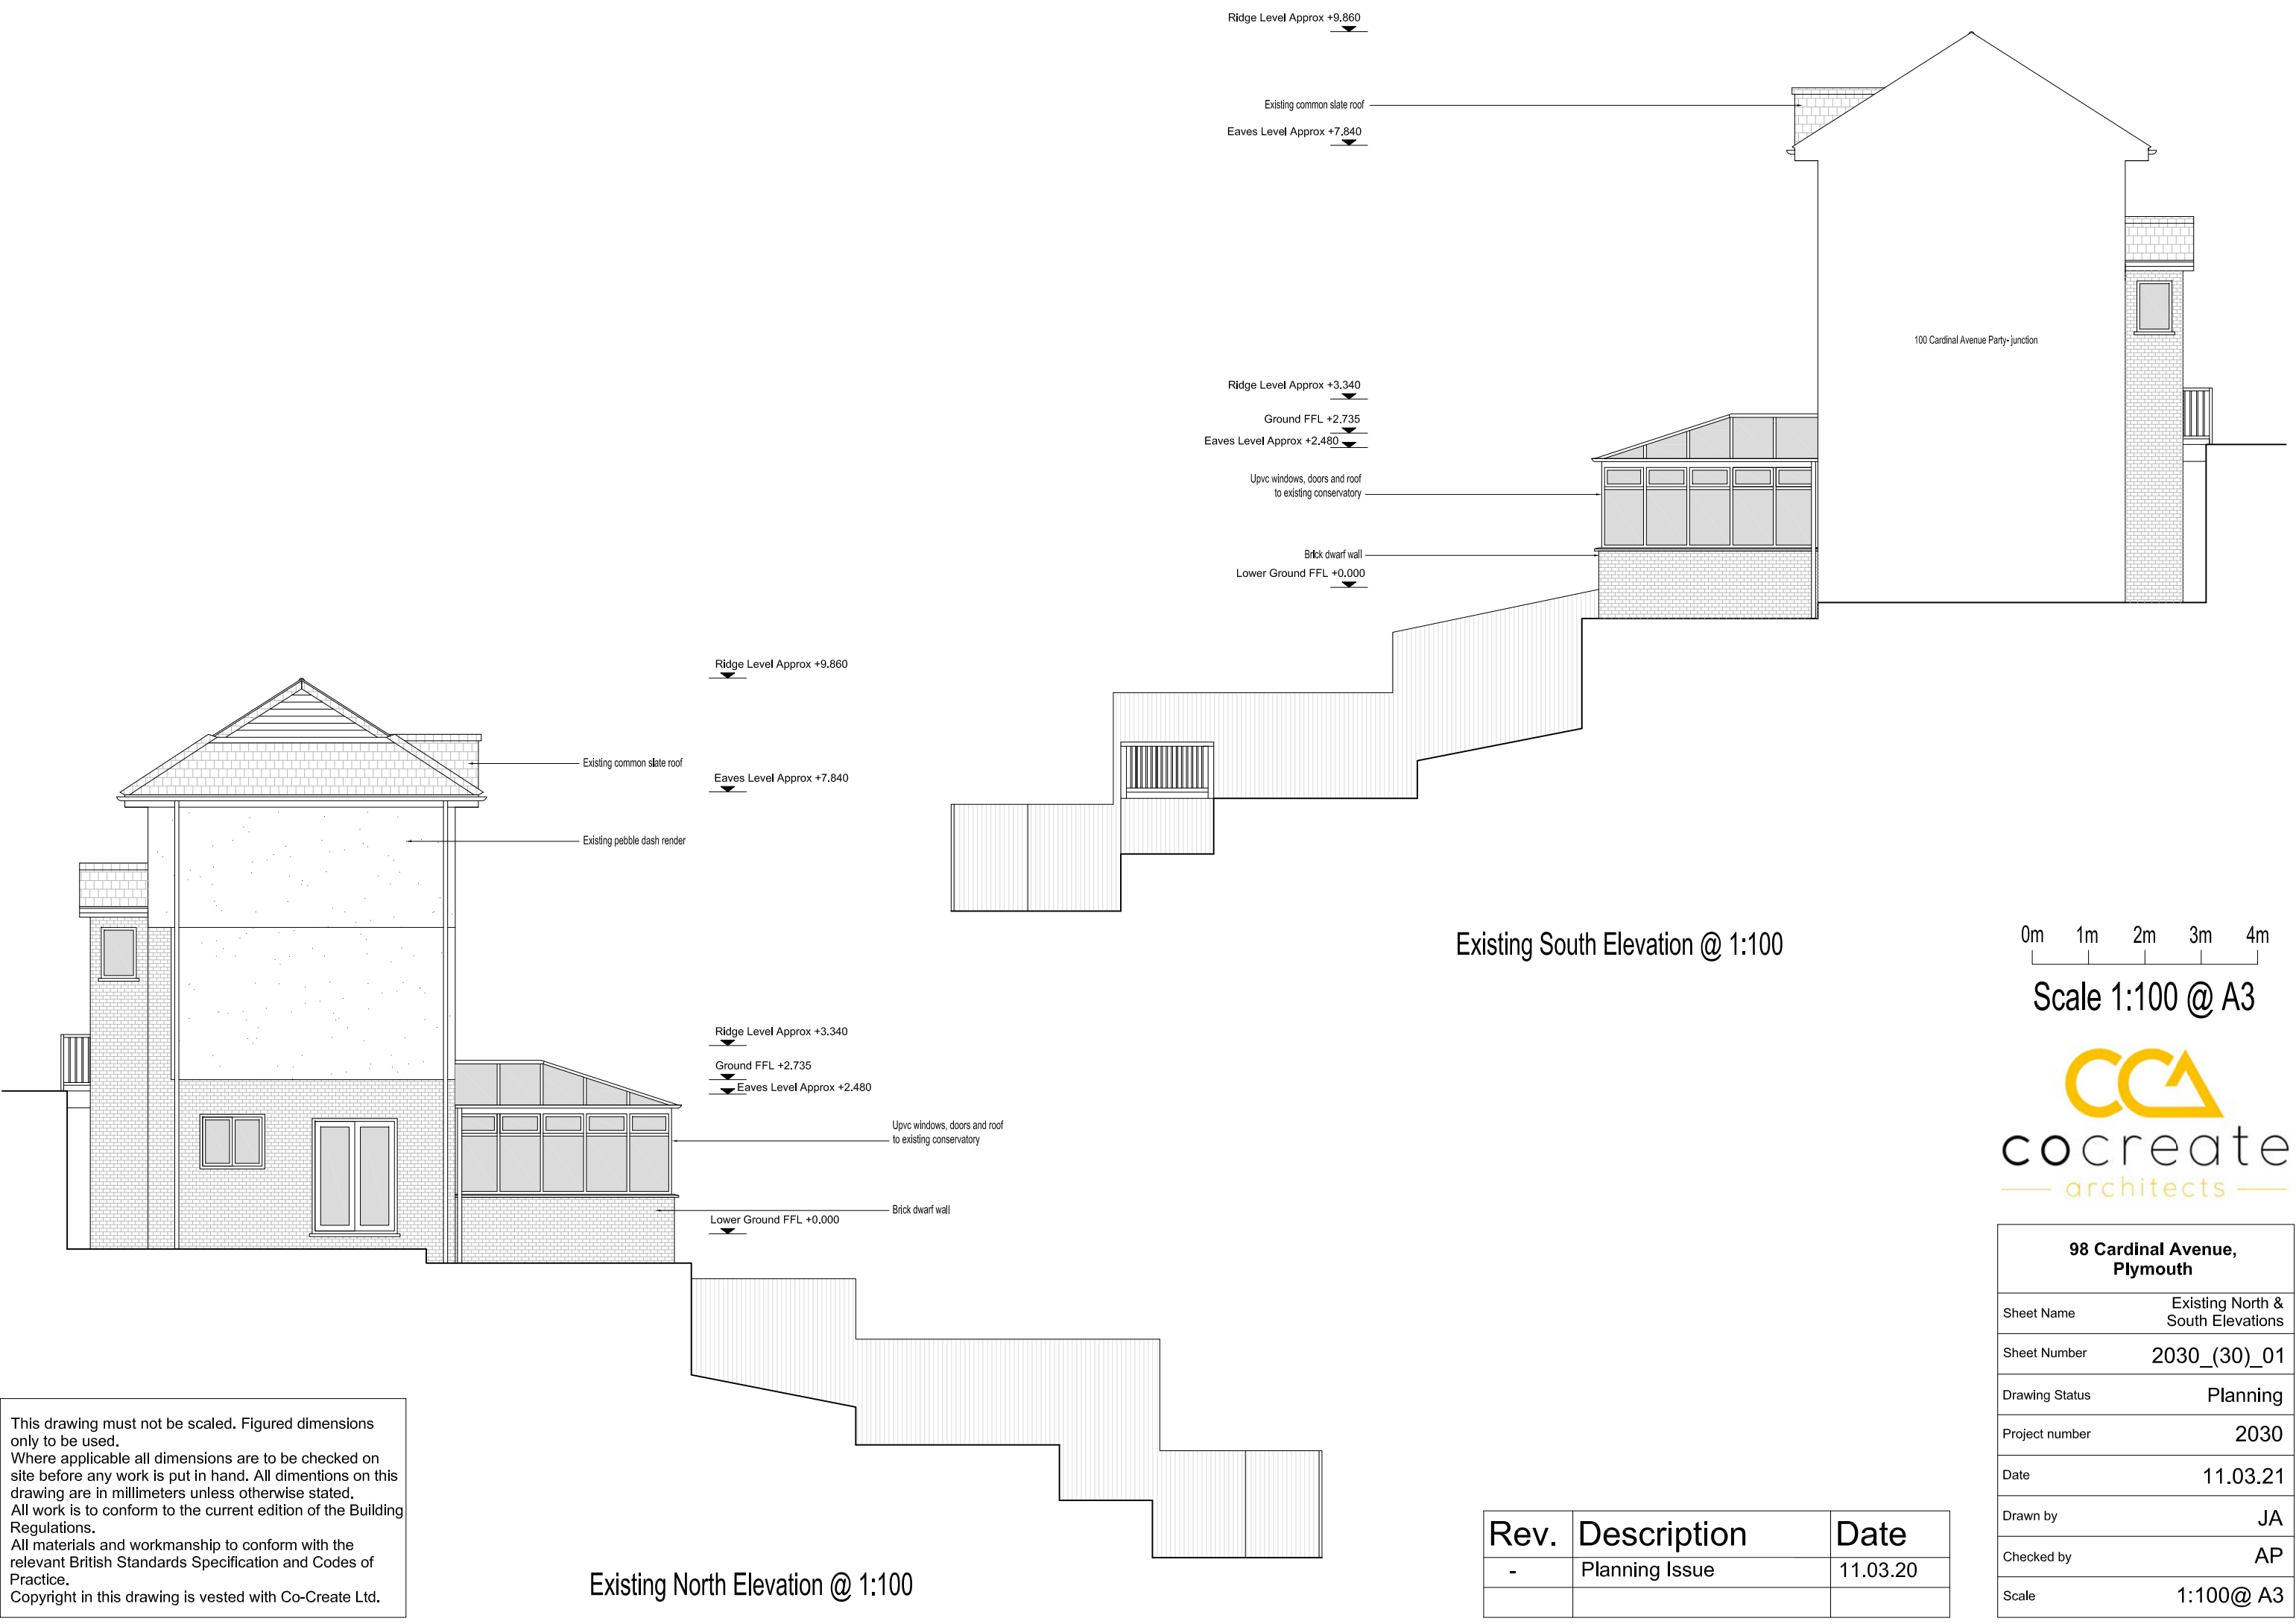 Ridge Level Approx +9.860
Existing common slate roof
Eaves Level Approx +7.840
100 Cardinal Avenue Party-junction
Ridge Level Approx +3.340
Ground FFL +2.735
Eaves Level Approx +2.480
Upvc windows, doors and roof
to existing conservatory
Brick dwarf wall
Lower Ground FFL +0.000
Existing South Elevation @ 1:100
Ridge Level Approx +9.860
Existing common slate roof
Eaves Level Approx +7.840
Existing pebble dash render
Ridge Level Approx +3.340
Ground FFL +2.735
Eaves Level Approx +2.480
Upvc windows, doors and roof
to existing conservatory
Brick dwarf wall
Lower Ground FFL +0.000
Existing North Elevation @ 1:100
0m 1m 2m 3m 4m
Scale 1:100 @ A3
CCA
cocreate
architects
98 Cardinal Avenue,
Plymouth
Sheet Name Existing North &
South Elevations
Sheet Number 2030_(30)_01
Drawing Status Planning
Project number 2030
Date 11.03.21
Drawn by JA
Checked by AP
Scale 1:100@ A3
Rev. Description Date
- Planning Issue 11.03.20
This drawing must not be scaled. Figured dimensions
only to be used.
Where applicable all dimensions are to be checked on
site before any work is put in hand. All dimentions on this
drawing are in millimeters unless otherwise stated.
All work is to conform to the current edition of the Building
Regulations.
All materials and workmanship to conform with the
relevant British Standards Specification and Codes of
Practice.
Copyright in this drawing is vested with Co-Create Ltd.